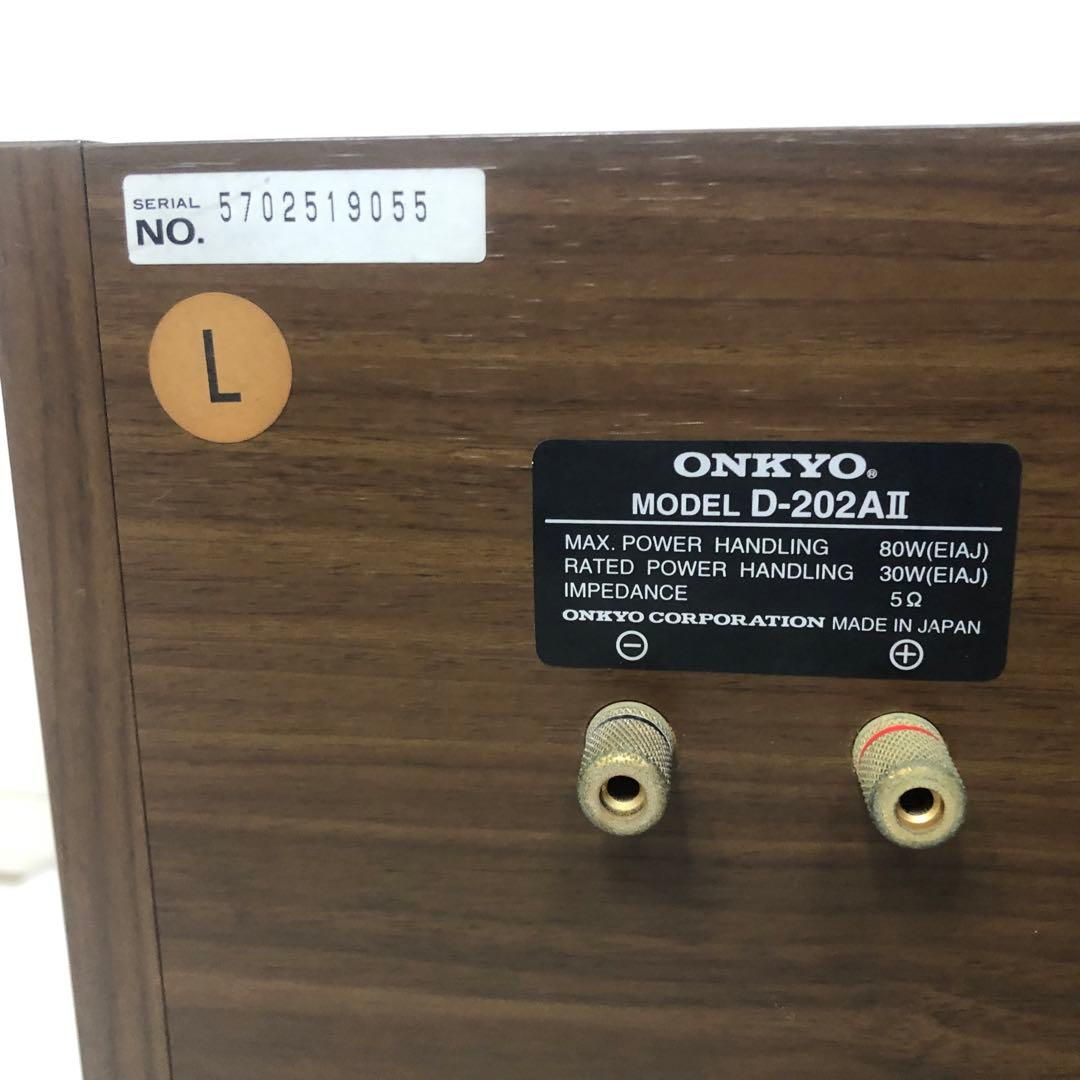 SERIAL
NO. 5702519055
L
ONKYO®
MODEL D-202AⅡ
MAX. POWER HANDLING 80W(EIAJ)
RATED POWER HANDLING 30W(EIAJ)
IMPEDANCE 5Ω
ONKYO CORPORATION MADE IN JAPAN
⊖ ⊕